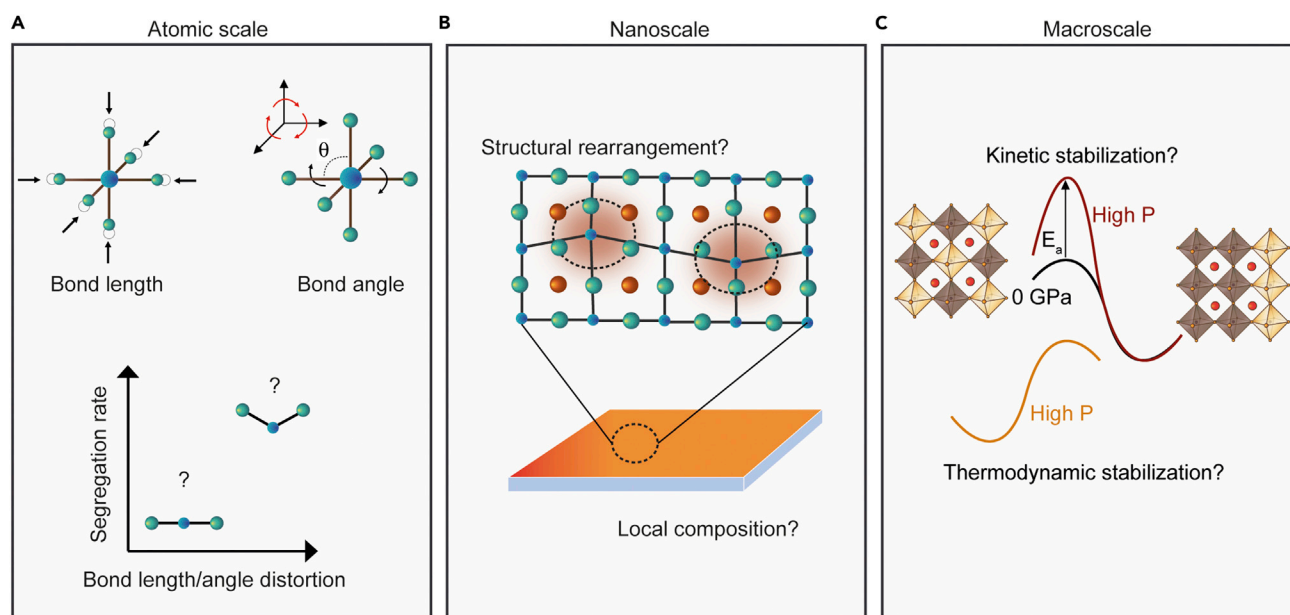 A
Atomic scale
θ
Bond length
Bond angle
Segregation rate
?
?
Bond length/angle distortion
B
Nanoscale
Structural rearrangement?
Local composition?
C
Macroscale
Kinetic stabilization?
High P
Ea
0 GPa
High P
Thermodynamic stabilization?